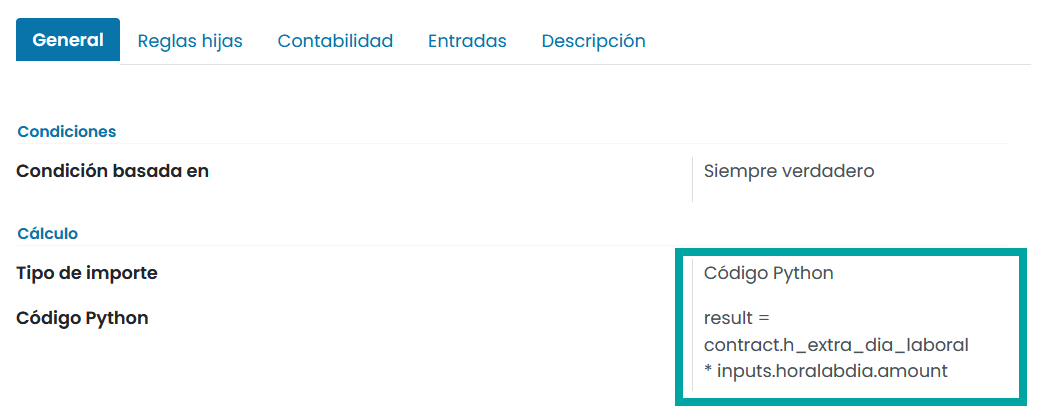 General Reglas hijas Contabilidad Entradas Descripción
Condiciones
Condición basada en Siempre verdadero
Cálculo
Tipo de importe Código Python
Código Python result =
contract.h_extra_dia_laboral
* inputs.horalabdia.amount